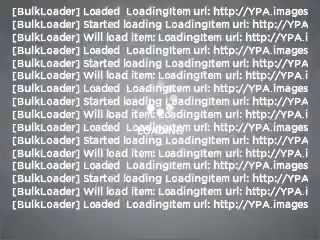 [BulkLoader] Loaded LoadingItem url: http://YPA.images
[BulkLoader] Started loading LoadingItem url: http://YPA
[BulkLoader] Will load item: LoadingItem url: http://YPA.i
[BulkLoader] Loaded LoadingItem url: http://YPA.images
[BulkLoader] Started loading LoadingItem url: http://YPA
[BulkLoader] Will load item: LoadingItem url: http://YPA.i
[BulkLoader] Loaded LoadingItem url: http://YPA.images
[BulkLoader] Started loading LoadingItem url: http://YPA
[BulkLoader] Will load item: LoadingItem url: http://YPA.i
[BulkLoader] Loaded LoadingItem url: http://YPA.images
LOADING
[BulkLoader] Started loading LoadingItem url: http://YPA
[BulkLoader] Will load item: LoadingItem url: http://YPA.i
[BulkLoader] Loaded LoadingItem url: http://YPA.images
[BulkLoader] Started loading LoadingItem url: http://YPA
[BulkLoader] Will load item: LoadingItem url: http://YPA.i
[BulkLoader] Loaded LoadingItem url: http://YPA.images